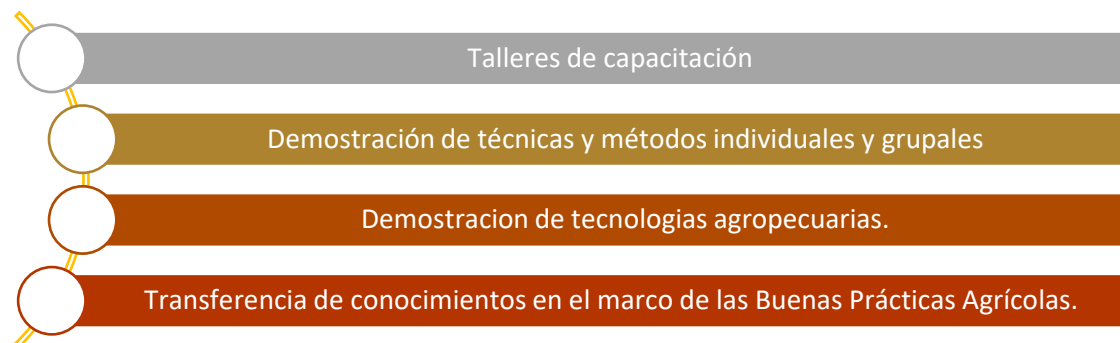 Talleres de capacitación
Demostración de técnicas y métodos individuales y grupales
Demostracion de tecnologias agropecuarias.
Transferencia de conocimientos en el marco de las Buenas Prácticas Agrícolas.